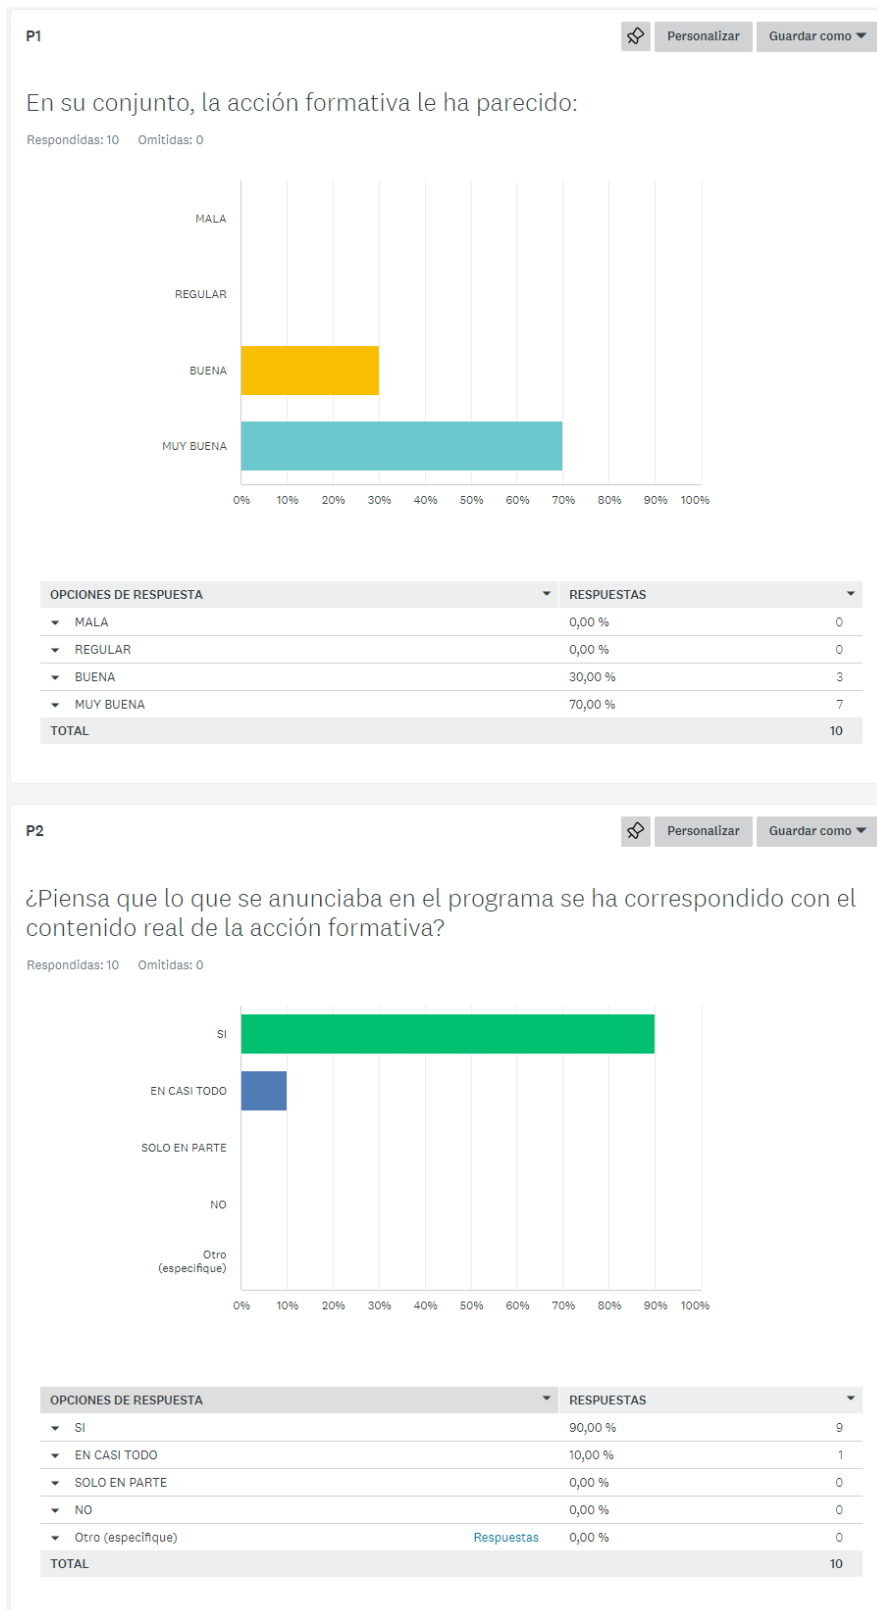 P1
Personalizar
Guardar como
En su conjunto, la acción formativa le ha parecido:
Respondidas: 10 Omitidas: 0
MALA
REGULAR
BUENA
MUY BUENA
0% 10% 20% 30% 40% 50% 60% 70% 80% 90% 100%
OPCIONES DE RESPUESTA RESPUESTAS
MALA 0,00 % 0
REGULAR 0,00 % 0
BUENA 30,00 % 3
MUY BUENA 70,00 % 7
TOTAL 10
P2
Personalizar
Guardar como
¿Piensa que lo que se anunciaba en el programa se ha correspondido con el
contenido real de la acción formativa?
Respondidas: 10 Omitidas: 0
SI
EN CASI TODO
SOLO EN PARTE
NO
Otro
(especifique)
0% 10% 20% 30% 40% 50% 60% 70% 80% 90% 100%
OPCIONES DE RESPUESTA RESPUESTAS
SI 90,00 % 9
EN CASI TODO 10,00 % 1
SOLO EN PARTE 0,00 % 0
NO 0,00 % 0
Otro (especifique) Respuestas 0,00 % 0
TOTAL 10